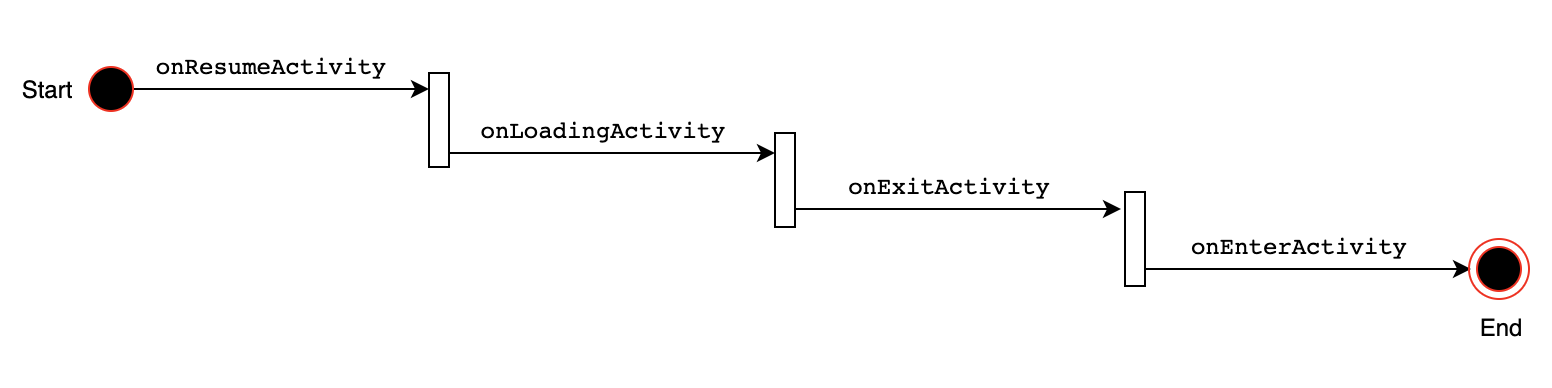 Start
onResumeActivity
onLoadingActivity
onExitActivity
onEnterActivity
End